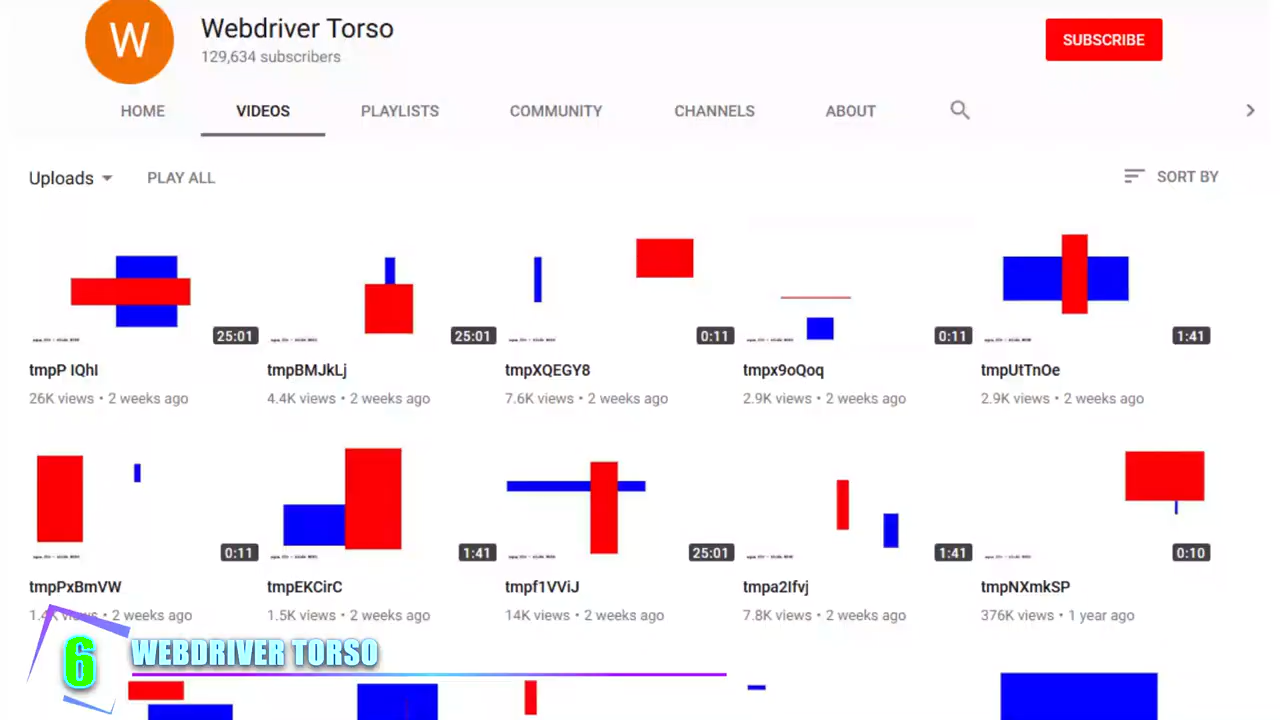 W
Webdriver Torso
129,634 subscribers
SUBSCRIBE
HOME VIDEOS PLAYLISTS COMMUNITY CHANNELS ABOUT
Uploads PLAY ALL SORT BY
25:01 25:01 0:11 0:11 1:41
tmpP IQhI tmpBMJkLj tmpXQEGY8 tmpx9oQoq tmpUtTnOe
26K views • 2 weeks ago 4.4K views • 2 weeks ago 7.6K views • 2 weeks ago 2.9K views • 2 weeks ago 2.9K views • 2 weeks ago
0:11 1:41 25:01 1:41 0:10
tmpPxBmVW tmpEKCirC tmpf1VViJ tmpa2Ifvj tmpNXmkSP
views • 2 weeks ago 1.5K views • 2 weeks ago 14K views • 2 weeks ago 7.8K views • 2 weeks ago 376K views • 1 year ago
6 WEBDRIVER TORSO